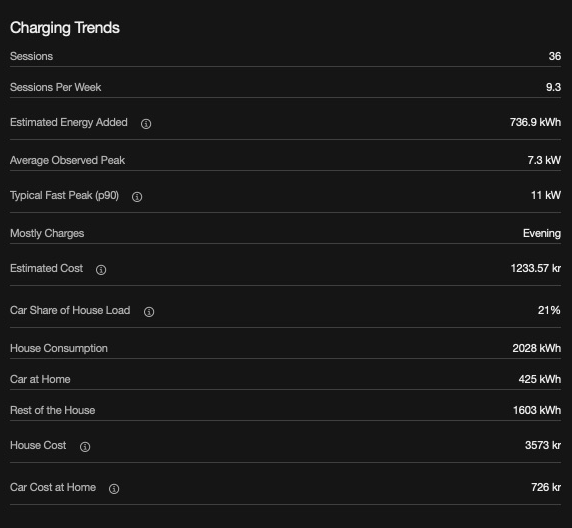 Charging Trends
Sessions 36
Sessions Per Week 9.3
Estimated Energy Added 736.9 kWh
Average Observed Peak 7.3 kW
Typical Fast Peak (p90) 11 kW
Mostly Charges Evening
Estimated Cost 1233.57 kr
Car Share of House Load 21%
House Consumption 2028 kWh
Car at Home 425 kWh
Rest of the House 1603 kWh
House Cost 3573 kr
Car Cost at Home 726 kr